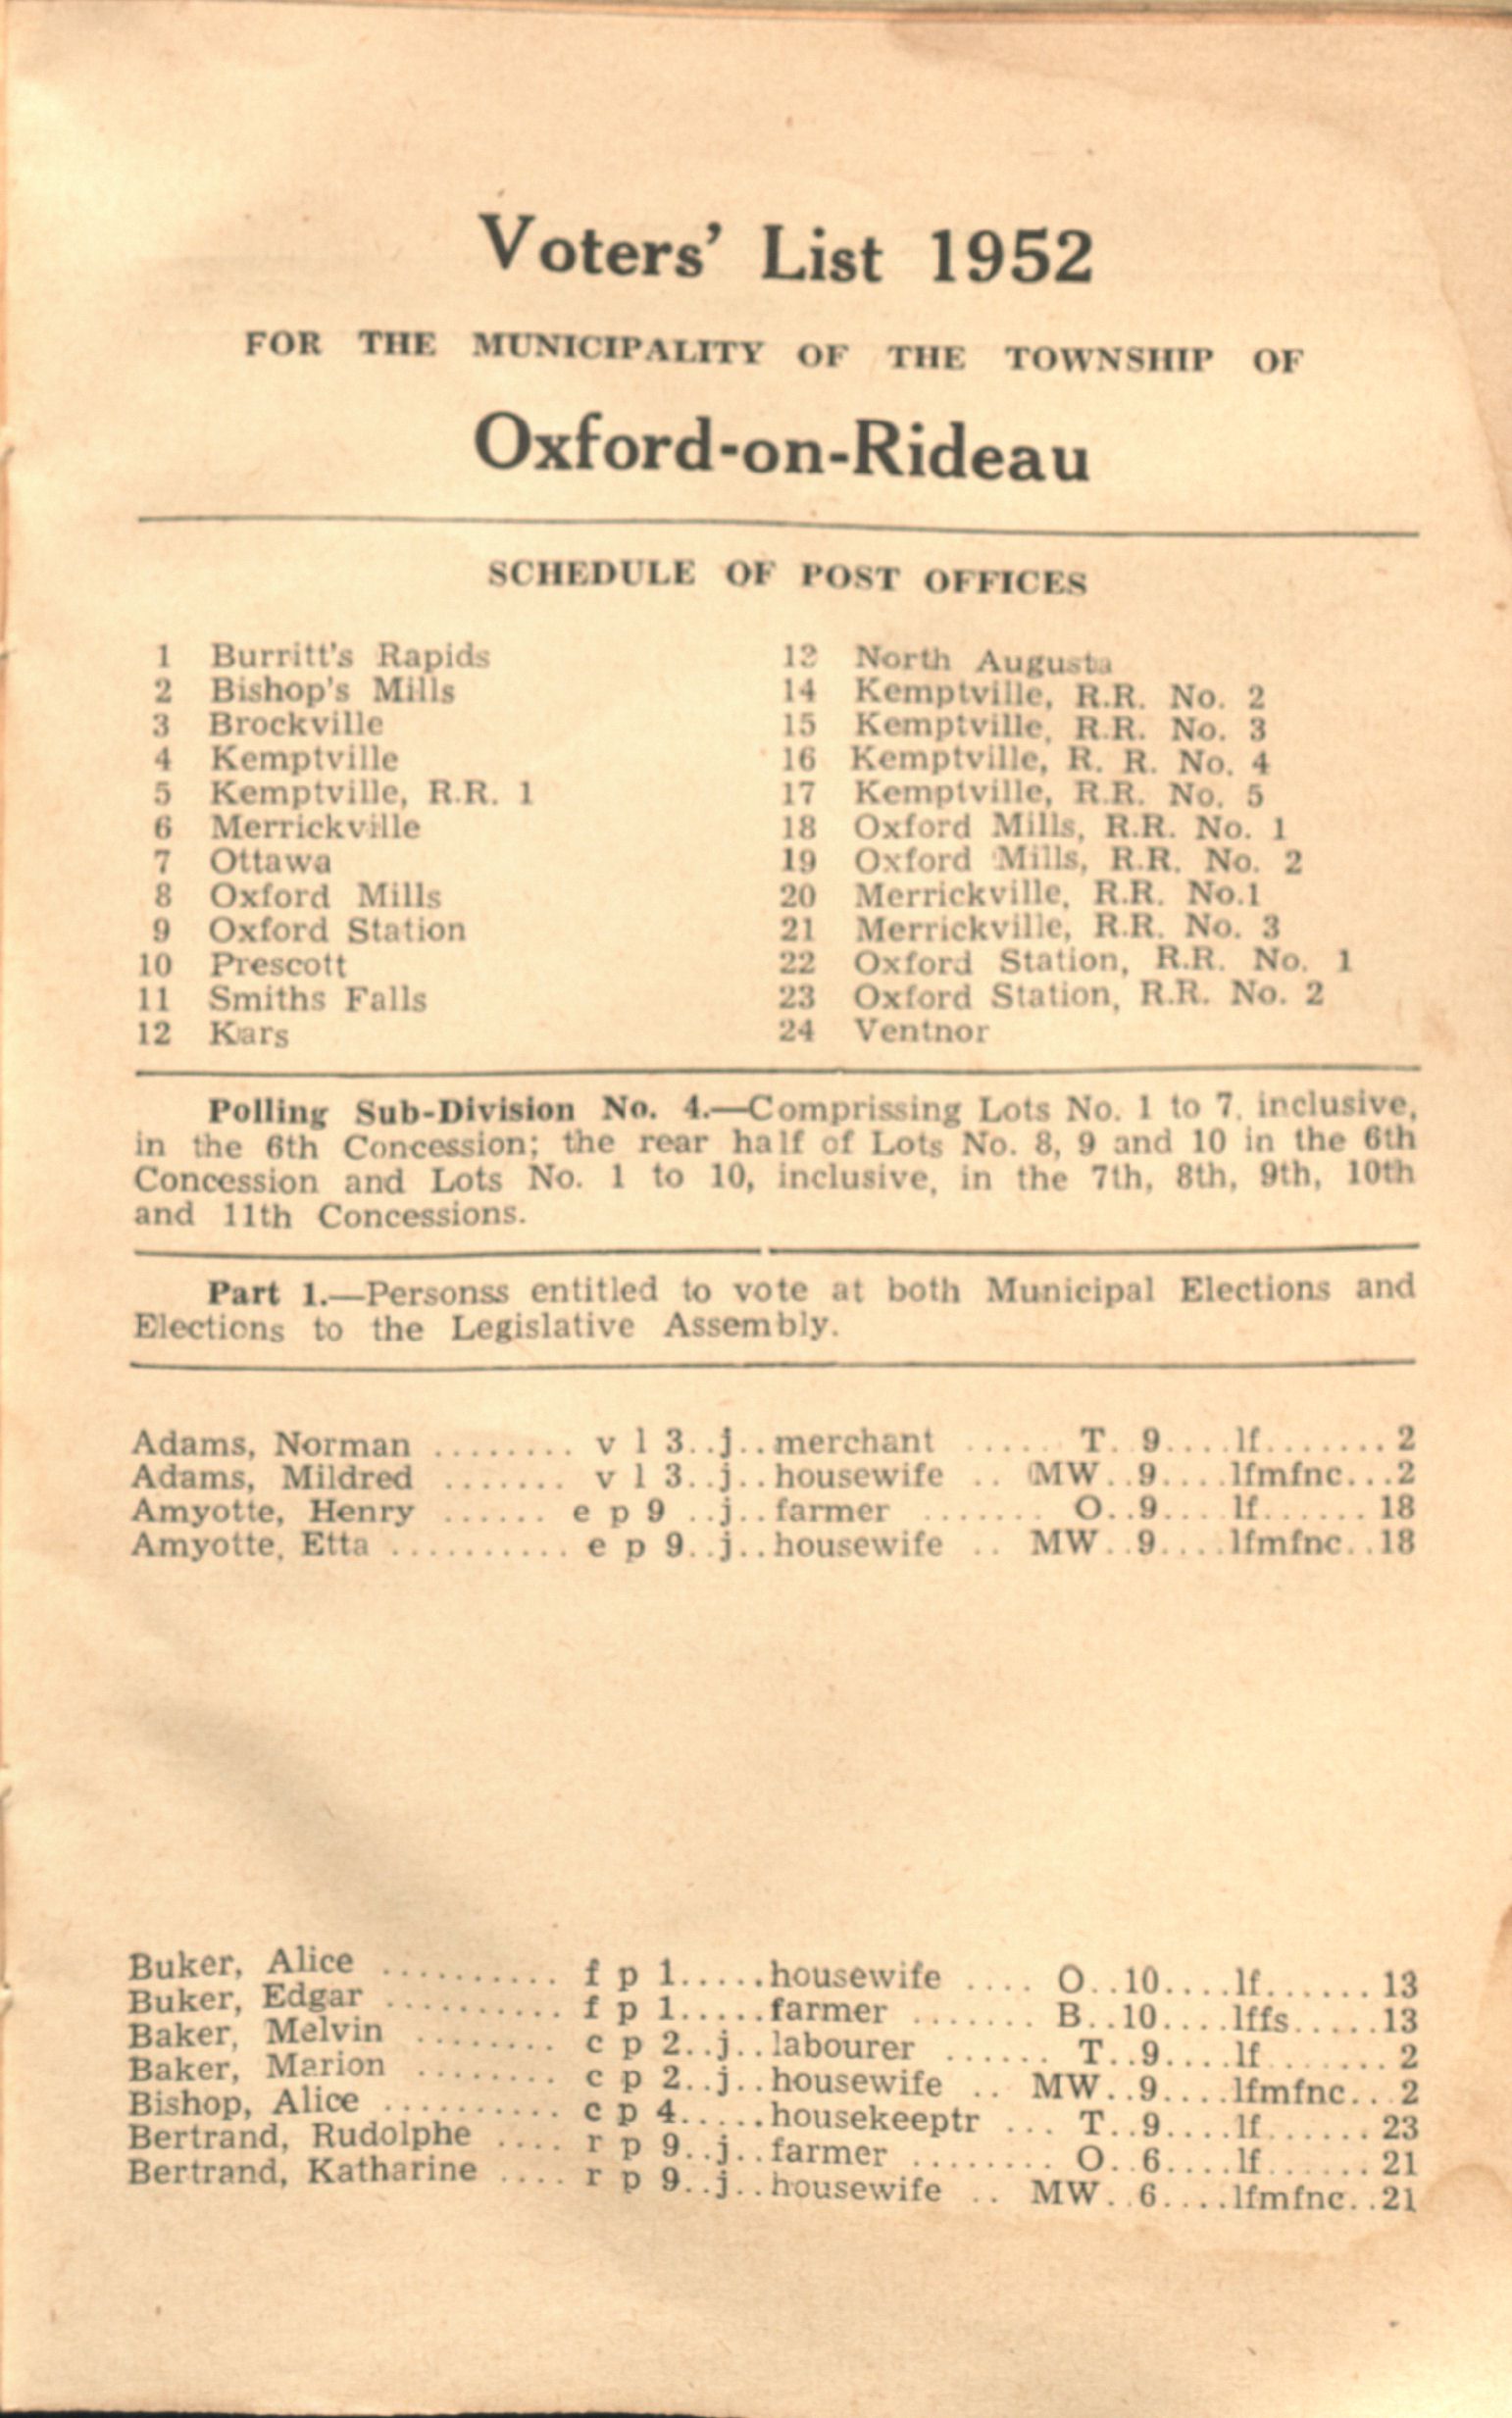 Voters' List 1952
FOR THE MUNICIPALITY OF THE TOWNSHIP OF
Oxford-on-Rideau
SCHEDULE OF POST OFFICES
1 Burritt's Rapids
2 Bishop's Mills
3 Brockville
4 Kemptville
5 Kemptville, R.R. 1
6 Merrickville
7 Ottawa
8 Oxford Mills
9 Oxford Station
10 Prescott
11 Smiths Falls
12 Kars
13 North Augusta
14 Kemptville, R.R. No. 2
15 Kemptville, R.R. No. 3
16 Kemptville, R. R. No. 4
17 Kemptville, R.R. No. 5
18 Oxford Mills, R.R. No. 1
19 Oxford Mills, R.R. No. 2
20 Merrickville, R.R. No.1
21 Merrickville, R.R. No. 3
22 Oxford Station, R.R. No. 1
23 Oxford Station, R.R. No. 2
24 Ventnor
Polling Sub-Division No. 4.—Comprissing Lots No. 1 to 7, inclusive,
in the 6th Concession; the rear half of Lots No. 8, 9 and 10 in the 6th
Concession and Lots No. 1 to 10, inclusive, in the 7th, 8th, 9th, 10th
and 11th Concessions.
Part 1.—Personss entitled to vote at both Municipal Elections and
Elections to the Legislative Assembly.
Adams, Norman ........ v l 3..j..merchant ...... T..9....lf.......2
Adams, Mildred ....... v l 3..j..housewife .. MW..9....lfmfnc...2
Amyotte, Henry ...... e p 9 ..j..farmer ....... O..9....lf......18
Amyotte, Etta .......... e p 9..j..housewife .. MW..9....lfmfnc..18
Buker, Alice .......... f p 1.....housewife .... O..10....lf......13
Buker, Edgar .......... f p 1.....farmer ....... B..10....lffs.....13
Baker, Melvin ........ c p 2..j..labourer ...... T..9....lf.......2
Baker, Marion ........ c p 2..j..housewife .. MW..9....lfmfnc...2
Bishop, Alice .......... c p 4.....housekeeptr ... T..9....lf......23
Bertrand, Rudolphe .... r p 9..j..farmer ........ O..6....lf......21
Bertrand, Katharine .... r p 9..j..housewife .. MW..6....lfmfnc..21